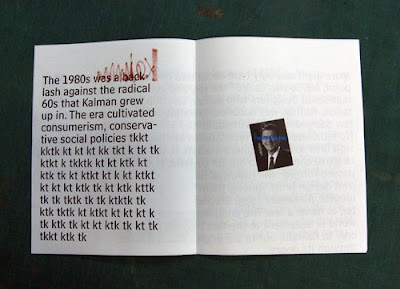 Kalman
The 1980s was a back-
lash against the radical
60s that Kalman grew
up in. The era cultivated
consumerism, conserva-
tive social policies tkkt
kktk kt kt kt kk tkt k tk tk
ktkt k tkktk kt kt ktk kt
ktk tk kt ktkt k kt ktkt
kt kt kt ktk tk kt ktk kttk
tk tk tktk tk tk ktktk tk
ktk tktk kt ktkt kt kt kt k
tk ktk tk kt ktk tk kt tk
tkkt ktk tk